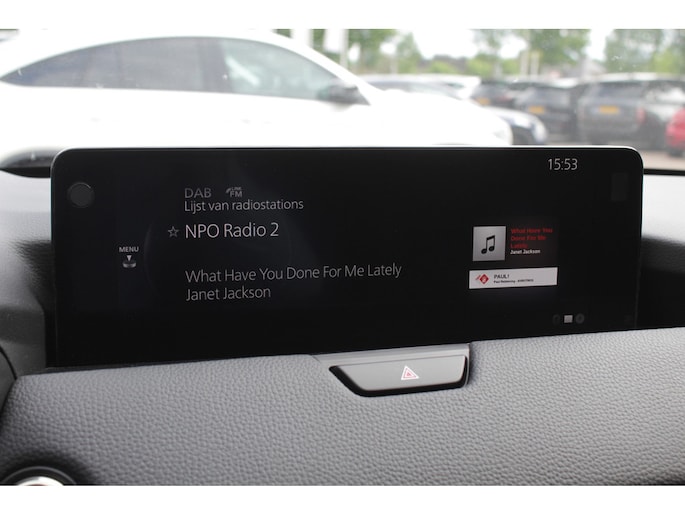 15:53
DAB FM
Lijst van radiostations
☆ NPO Radio 2
MENU
What Have You Done For Me Lately
Janet Jackson
What Have You
Done For Me
Lately
Janet Jackson
PAUL!